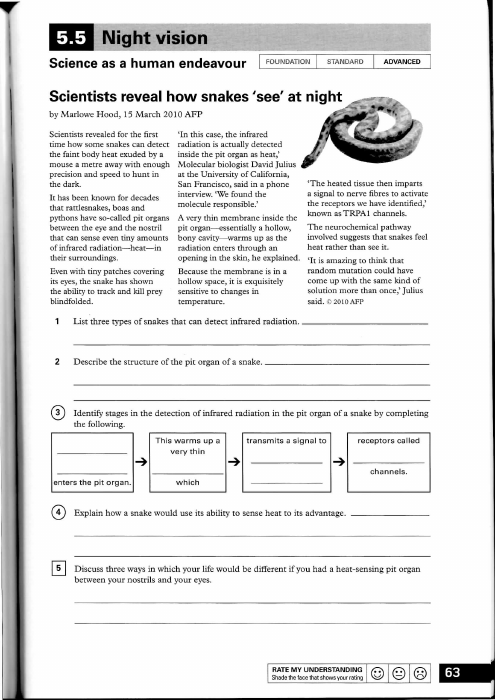 5.5 Night vision
Science as a human endeavour
FOUNDATION STANDARD ADVANCED
Scientists reveal how snakes 'see' at night
by Marlowe Hood, 15 March 2010 AFP
Scientists revealed for the first
time how some snakes can detect
the faint body heat exuded by a
mouse a metre away with enough
precision and speed to hunt in
the dark.
It has been known for decades
that rattlesnakes, boas and
pythons have so-called pit organs
between the eye and the nostril
that can sense even tiny amounts
of infrared radiation—heat—in
their surroundings.
Even with tiny patches covering
its eyes, the snake has shown
the ability to track and kill prey
blindfolded.
'In this case, the infrared
radiation is actually detected
inside the pit organ as heat,'
Molecular biologist David Julius
at the University of California,
San Francisco, said in a phone
interview. 'We found the
molecule responsible.'
A very thin membrane inside the
pit organ—essentially a hollow,
bony cavity—warms up as the
radiation enters through an
opening in the skin, he explained.
Because the membrane is in a
hollow space, it is exquisitely
sensitive to changes in
temperature.
'The heated tissue then imparts
a signal to nerve fibres to activate
the receptors we have identified,'
known as TRPA1 channels.
The neurochemical pathway
involved suggests that snakes feel
heat rather than see it.
'It is amazing to think that
random mutation could have
come up with the same kind of
solution more than once,' Julius
said. © 2010 AFP
1 List three types of snakes that can detect infrared radiation.
2 Describe the structure of the pit organ of a snake.
3 Identify stages in the detection of infrared radiation in the pit organ of a snake by completing
the following.
enters the pit organ.
This warms up a
very thin
which
transmits a signal to
receptors called
channels.
4 Explain how a snake would use its ability to sense heat to its advantage.
5 Discuss three ways in which your life would be different if you had a heat-sensing pit organ
between your nostrils and your eyes.
RATE MY UNDERSTANDING
Shade the face that shows your rating
63